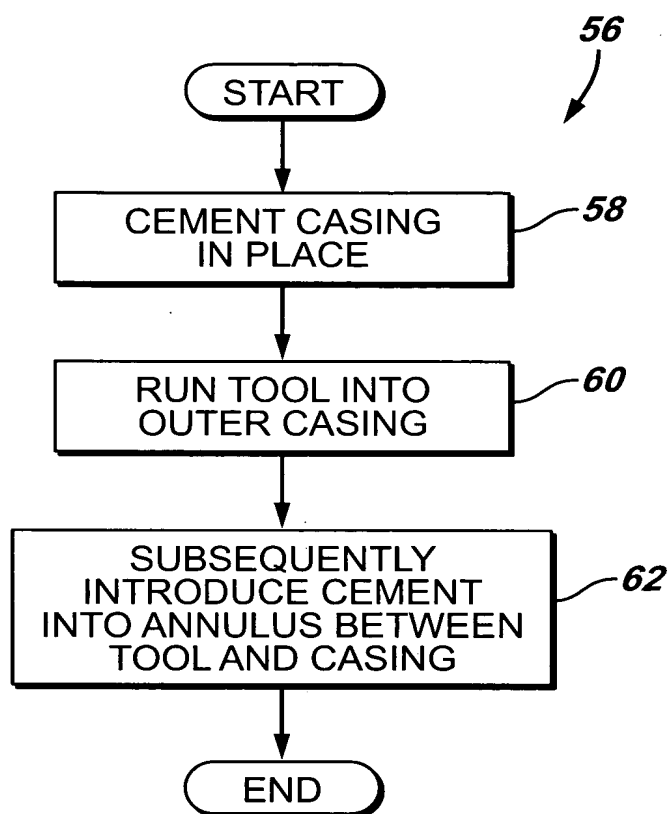 56
START
CEMENT CASING
IN PLACE
58
RUN TOOL INTO
OUTER CASING
60
SUBSEQUENTLY
INTRODUCE CEMENT
INTO ANNULUS BETWEEN
TOOL AND CASING
62
END